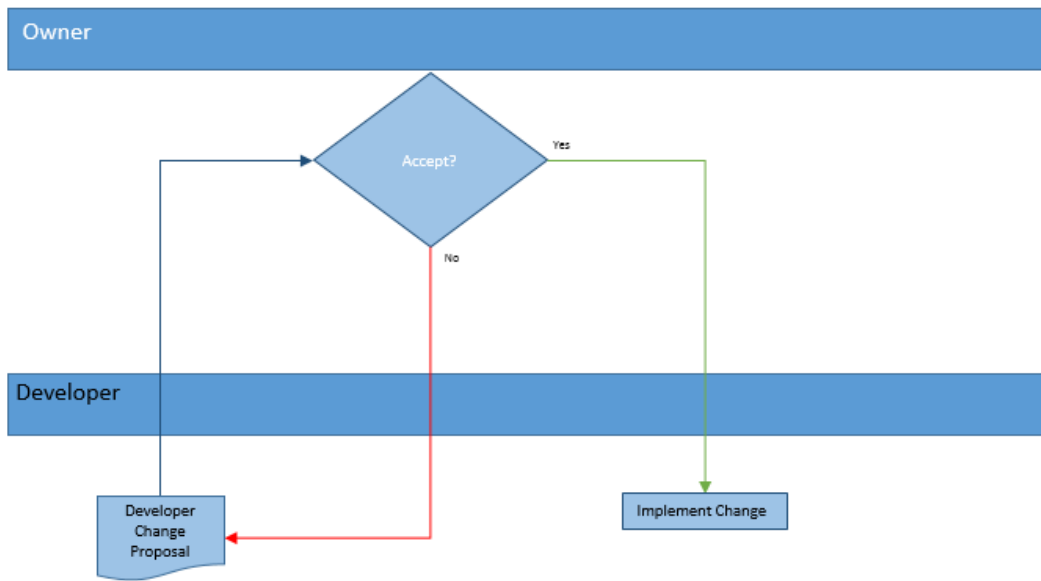 Owner
Accept?
Yes
No
Developer
Developer
Change
Proposal
Implement Change